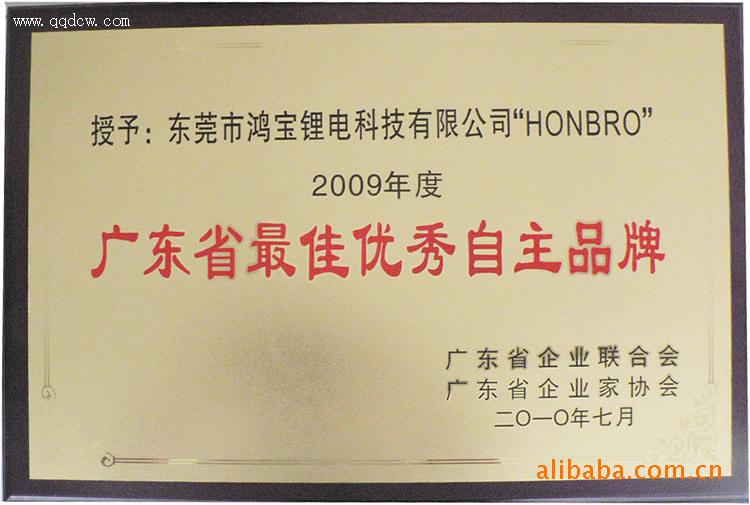 www.qqdcw.com
授予：东莞市鸿宝锂电科技有限公司“HONBRO”
2009年度
广东省最佳优秀自主品牌
广东省企业联合会
广东省企业家协会
二〇一〇年七月
alibaba.com.cn